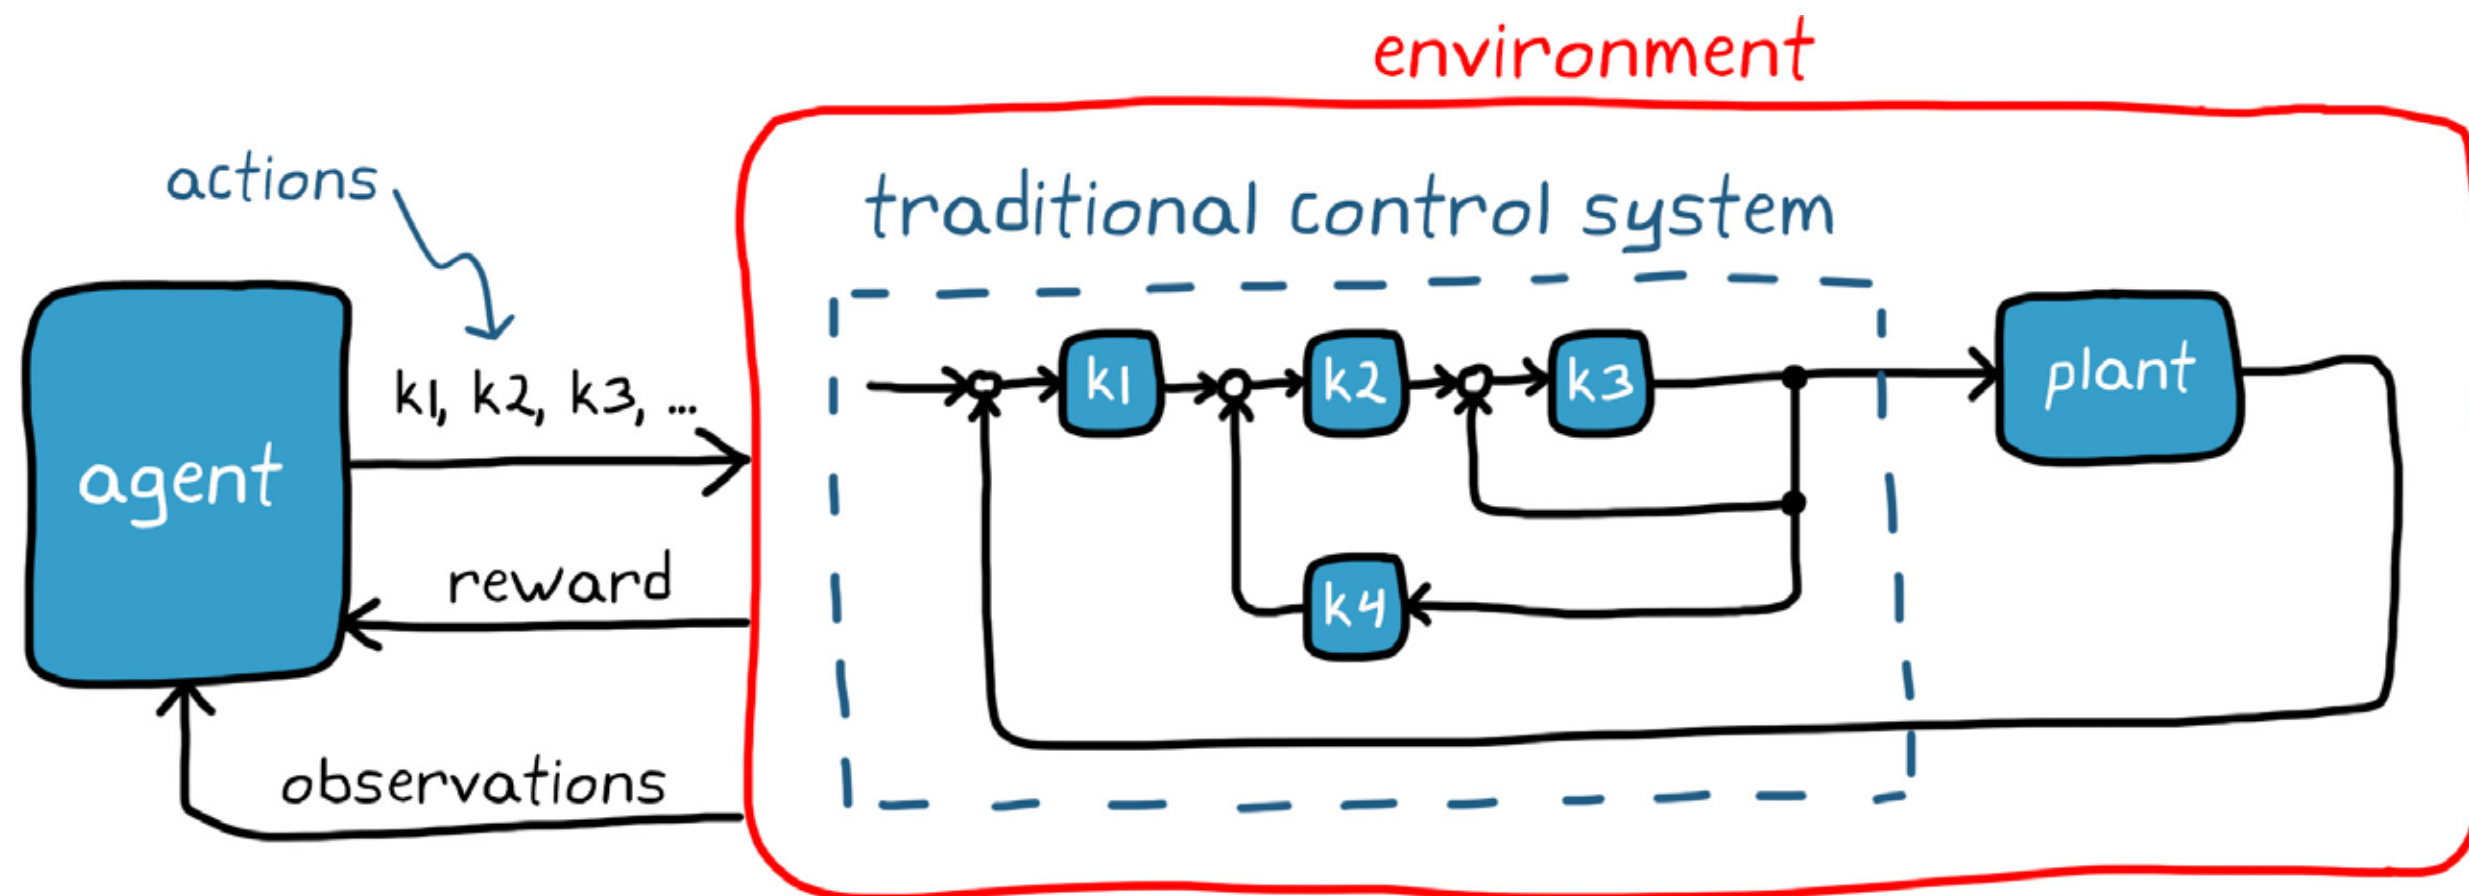 environment
actions
traditional control system
k1, k2, k3, ...
agent
k1
k2
k3
plant
reward
k4
observations